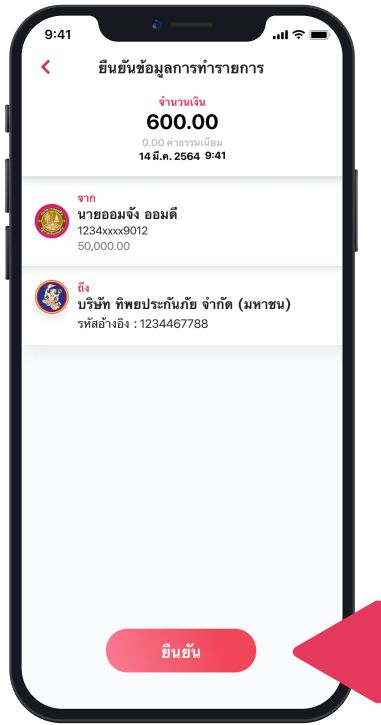 9:41
ยืนยันข้อมูลการทำรายการ
จำนวนเงิน
600.00
0.00 ค่าธรรมเนียม
14 มี.ค. 2564 9:41
จาก
นายออมจัง ออมดี
1234xxxx9012
50,000.00
ถึง
บริษัท ทิพยประกันภัย จำกัด (มหาชน)
รหัสอ้างอิง : 1234467788
ยืนยัน